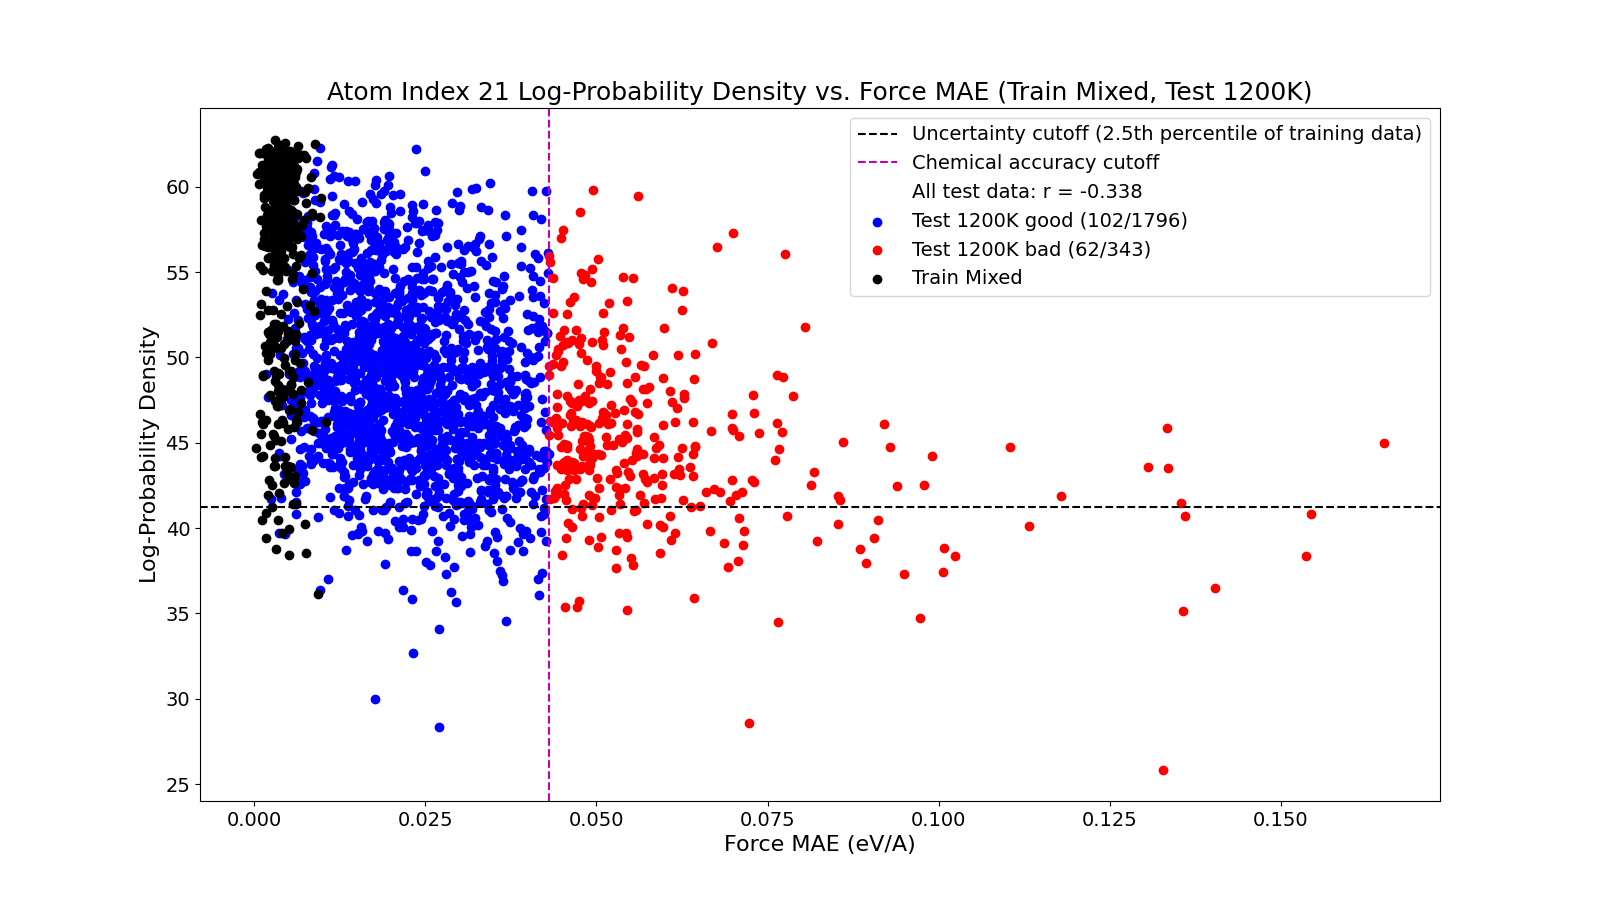 Atom Index 21 Log-Probability Density vs. Force MAE (Train Mixed, Test 1200K)
Uncertainty cutoff (2.5th percentile of training data)
Chemical accuracy cutoff
All test data: r = -0.338
Test 1200K good (102/1796)
Test 1200K bad (62/343)
Train Mixed
Log-Probability Density
60
55
50
45
40
35
30
25
0.000 0.025 0.050 0.075 0.100 0.125 0.150
Force MAE (eV/A)